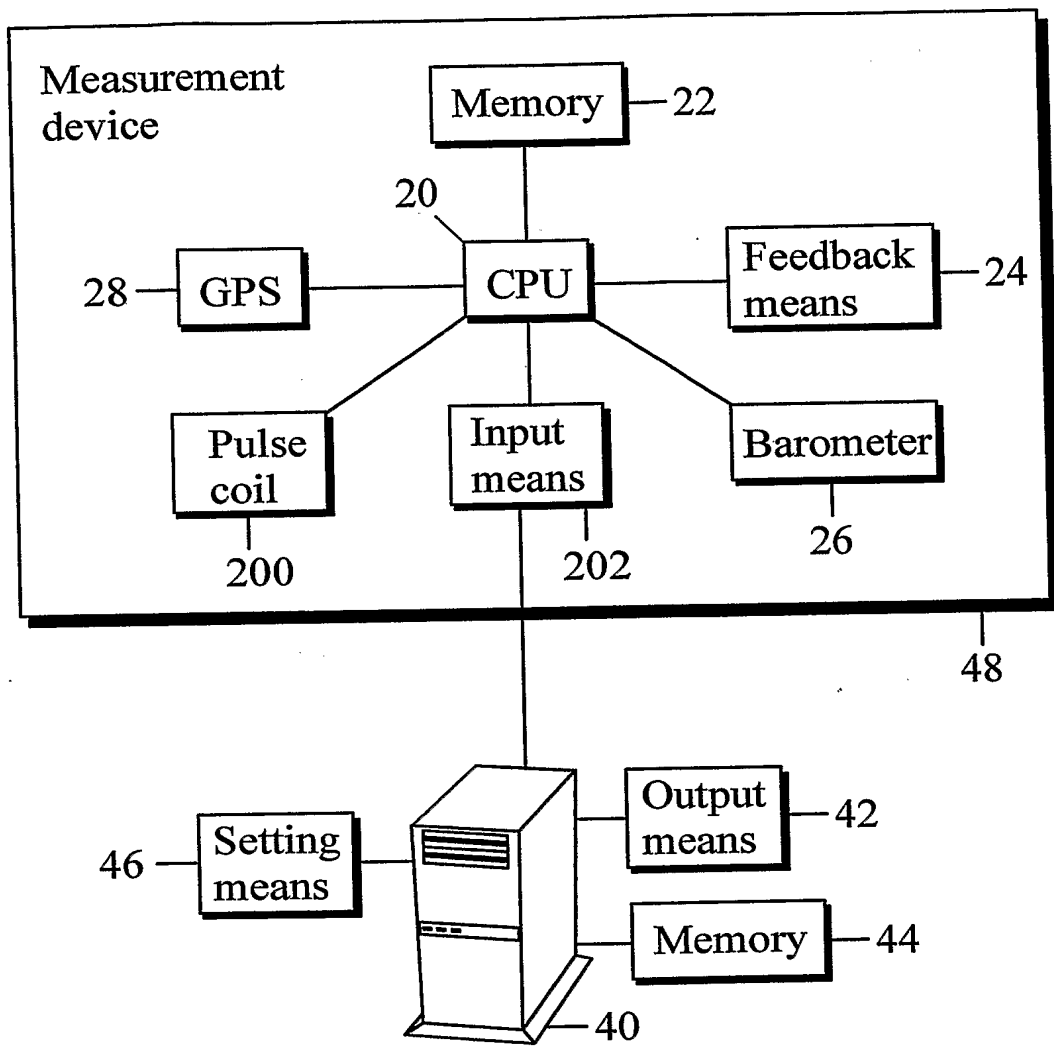 Measurement
device
Memory
22
20
28
GPS
CPU
Feedback
means
24
Pulse
coil
200
Input
means
202
Barometer
26
48
46
Setting
means
Output
means
42
Memory
44
40